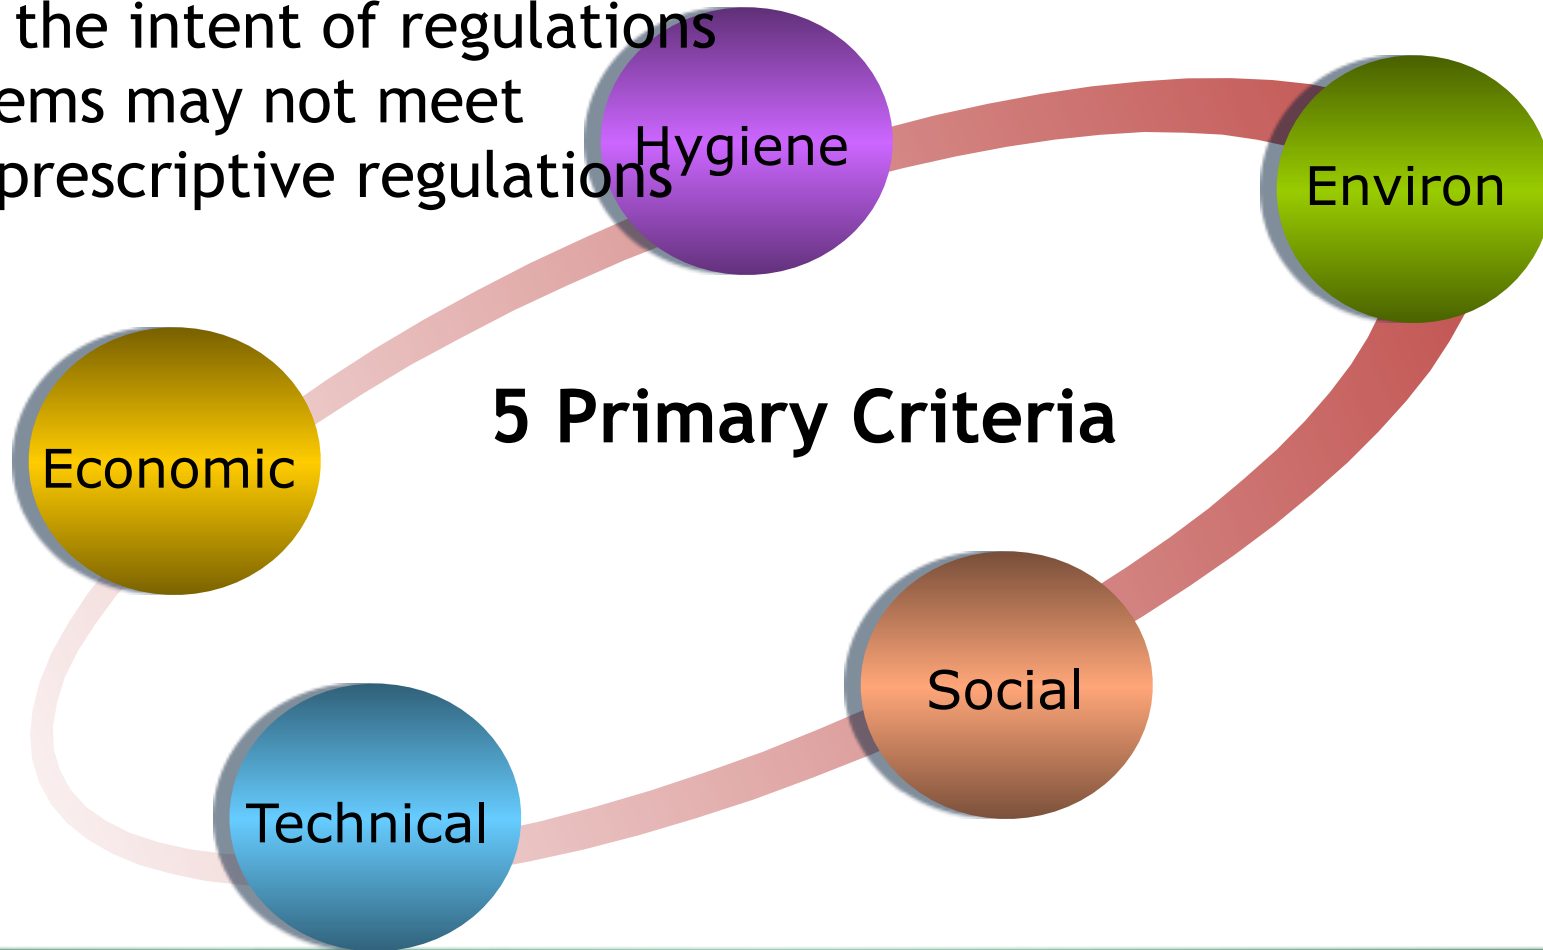 the intent of regulations
ems may not meet
prescriptive regulations
Hygiene
Environ
5 Primary Criteria
Economic
Social
Technical